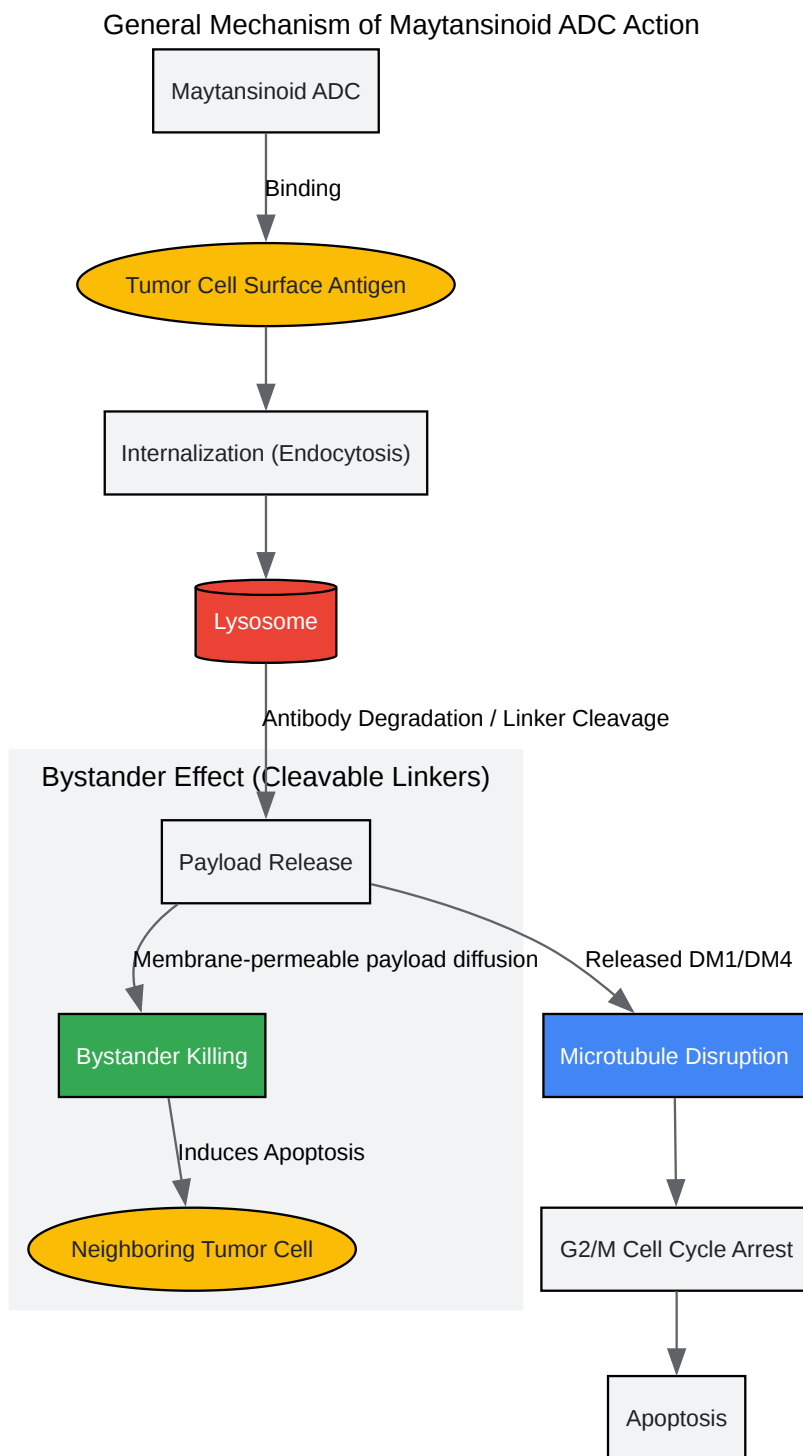 General Mechanism of Maytansinoid ADC Action
Maytansinoid ADC
Binding
Tumor Cell Surface Antigen
Internalization (Endocytosis)
Lysosome
Antibody Degradation / Linker Cleavage
Bystander Effect (Cleavable Linkers)
Payload Release
Membrane-permeable payload diffusion
Released DM1/DM4
Bystander Killing
Microtubule Disruption
Induces Apoptosis
Neighboring Tumor Cell
G2/M Cell Cycle Arrest
Apoptosis